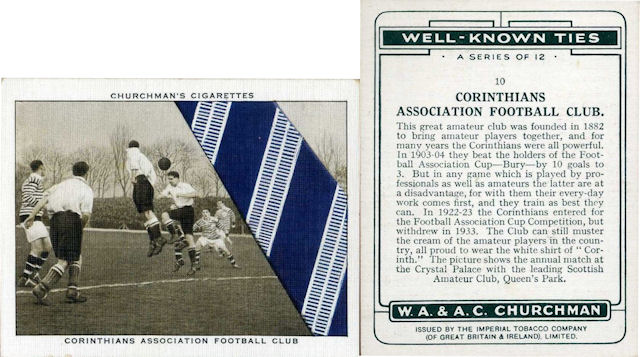 CHURCHMAN'S CIGARETTES
CORINTHIANS ASSOCIATION FOOTBALL CLUB
WELL-KNOWN TIES
A SERIES OF 12
10
CORINTHIANS
ASSOCIATION FOOTBALL CLUB.
This great amateur club was founded in 1882
to bring amateur players together, and for
many years the Corinthians were all powerful.
In 1903-04 they beat the holders of the Foot-
ball Association Cup—Bury—by 10 goals to
3. But in any game which is played by pro-
fessionals as well as amateurs the latter are at
a disadvantage, for with them their every-day
work comes first, and they train as best they
can. In 1922-23 the Corinthians entered for
the Football Association Cup Competition, but
withdrew in 1933. The Club can still muster
the cream of the amateur players in the coun-
try, all proud to wear the white shirt of "Cor-
inth." The picture shows the annual match at
the Crystal Palace with the leading Scottish
Amateur Club, Queen's Park.
W. A. & A. C. CHURCHMAN
ISSUED BY THE IMPERIAL TOBACCO COMPANY
(OF GREAT BRITAIN & IRELAND), LIMITED.